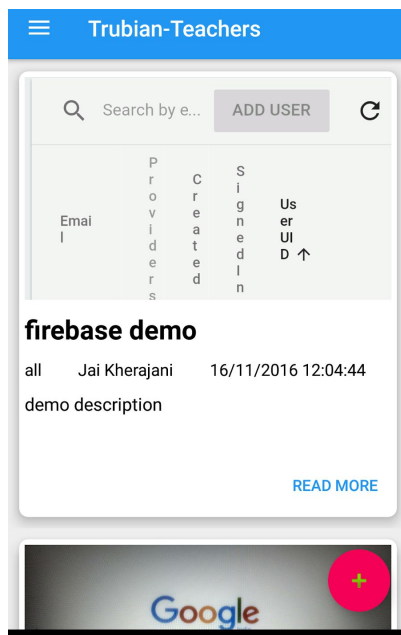 Trubian-Teachers
Search by e... ADD USER
Emai
l
P
r
o
v
i
d
e
r
s
C
r
e
a
t
e
d
S
i
g
n
e
d
I
n
Us
er
UI
D ↑
firebase demo
all Jai Kherajani 16/11/2016 12:04:44
demo description
READ MORE
Google
+